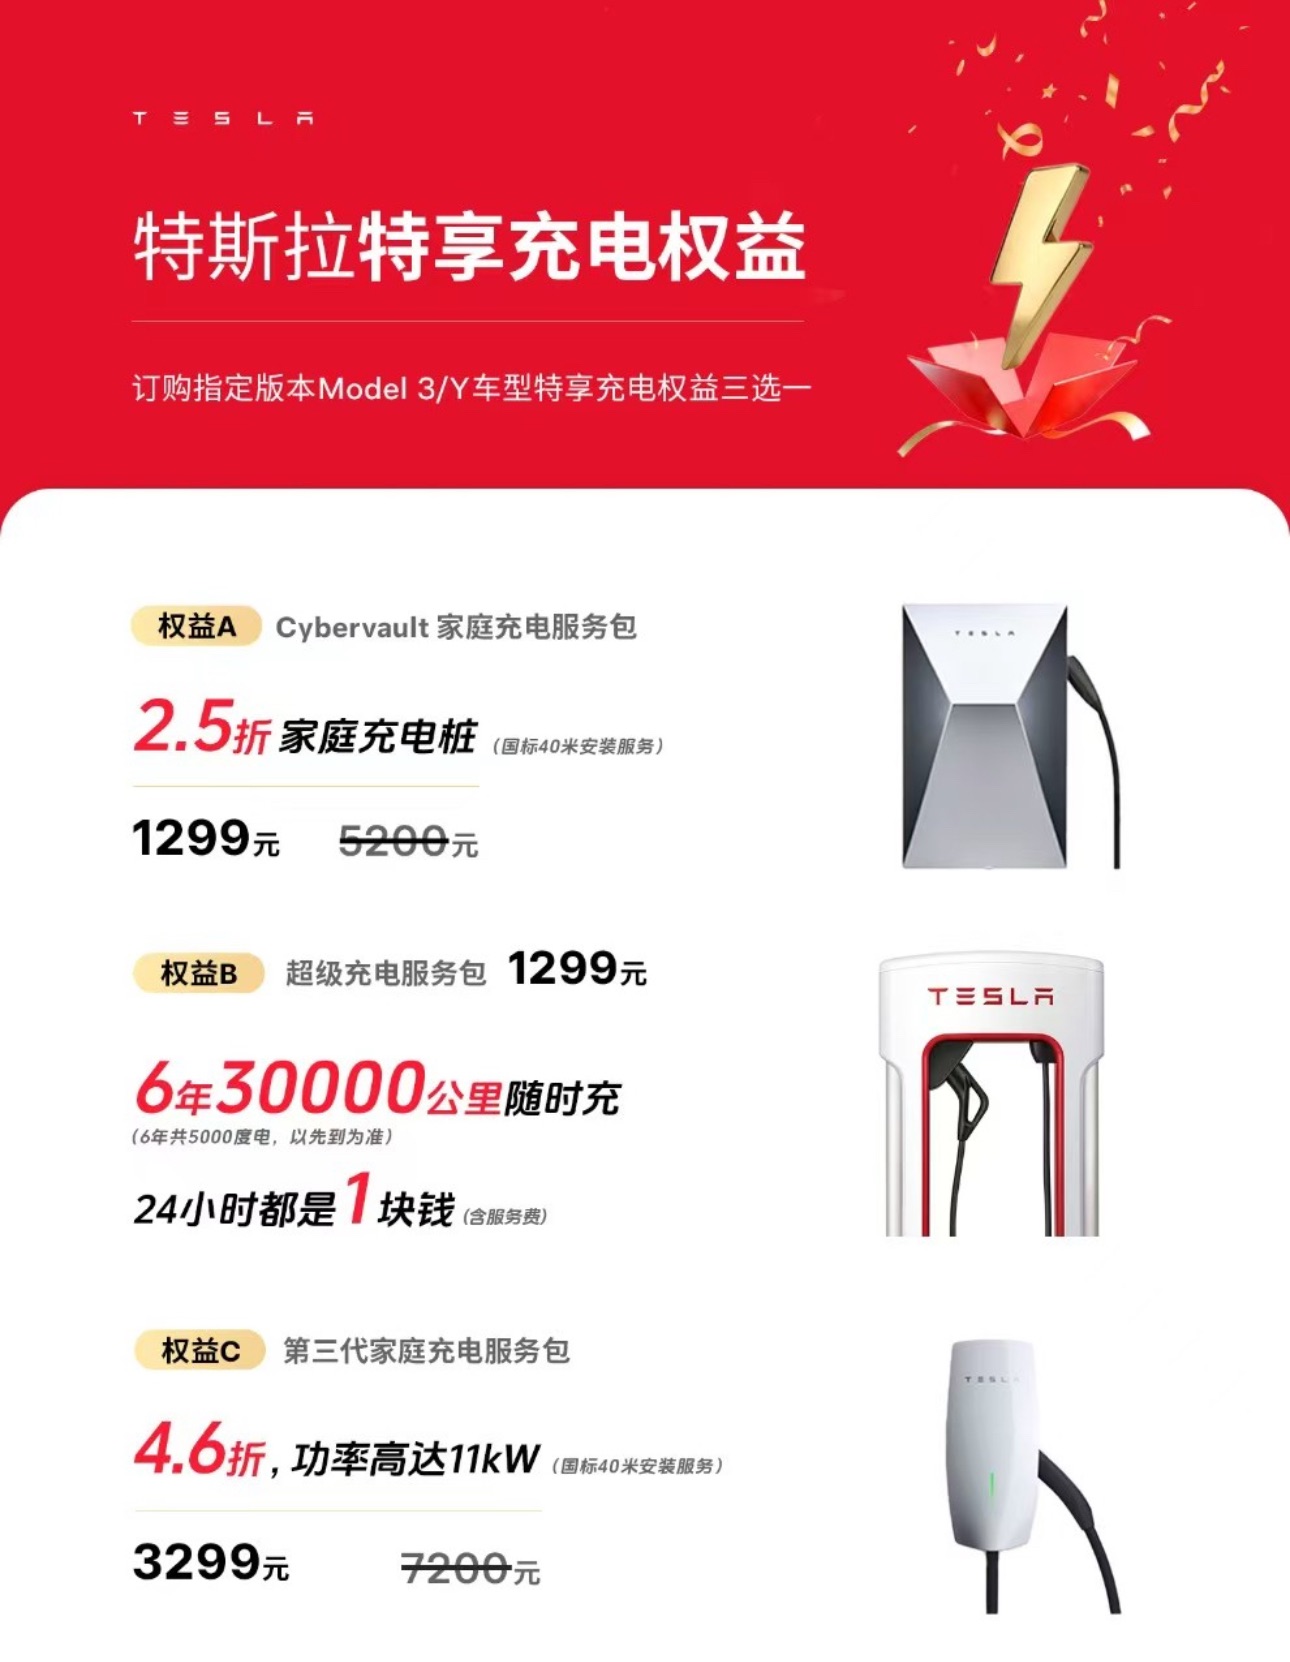 TESLA
特斯拉特享充电权益
订购指定版本Model 3/Y车型特享充电权益三选一
权益A Cybervault 家庭充电服务包
2.5折 家庭充电桩 (国标40米安装服务)
1299元 5200元
TESLA
权益B 超级充电服务包 1299元
6年30000公里随时充
(6年共5000度电，以先到为准)
24小时都是1块钱 (含服务费)
TESLA
权益C 第三代家庭充电服务包
4.6折，功率高达11kW (国标40米安装服务)
3299元 7200元
TESLA